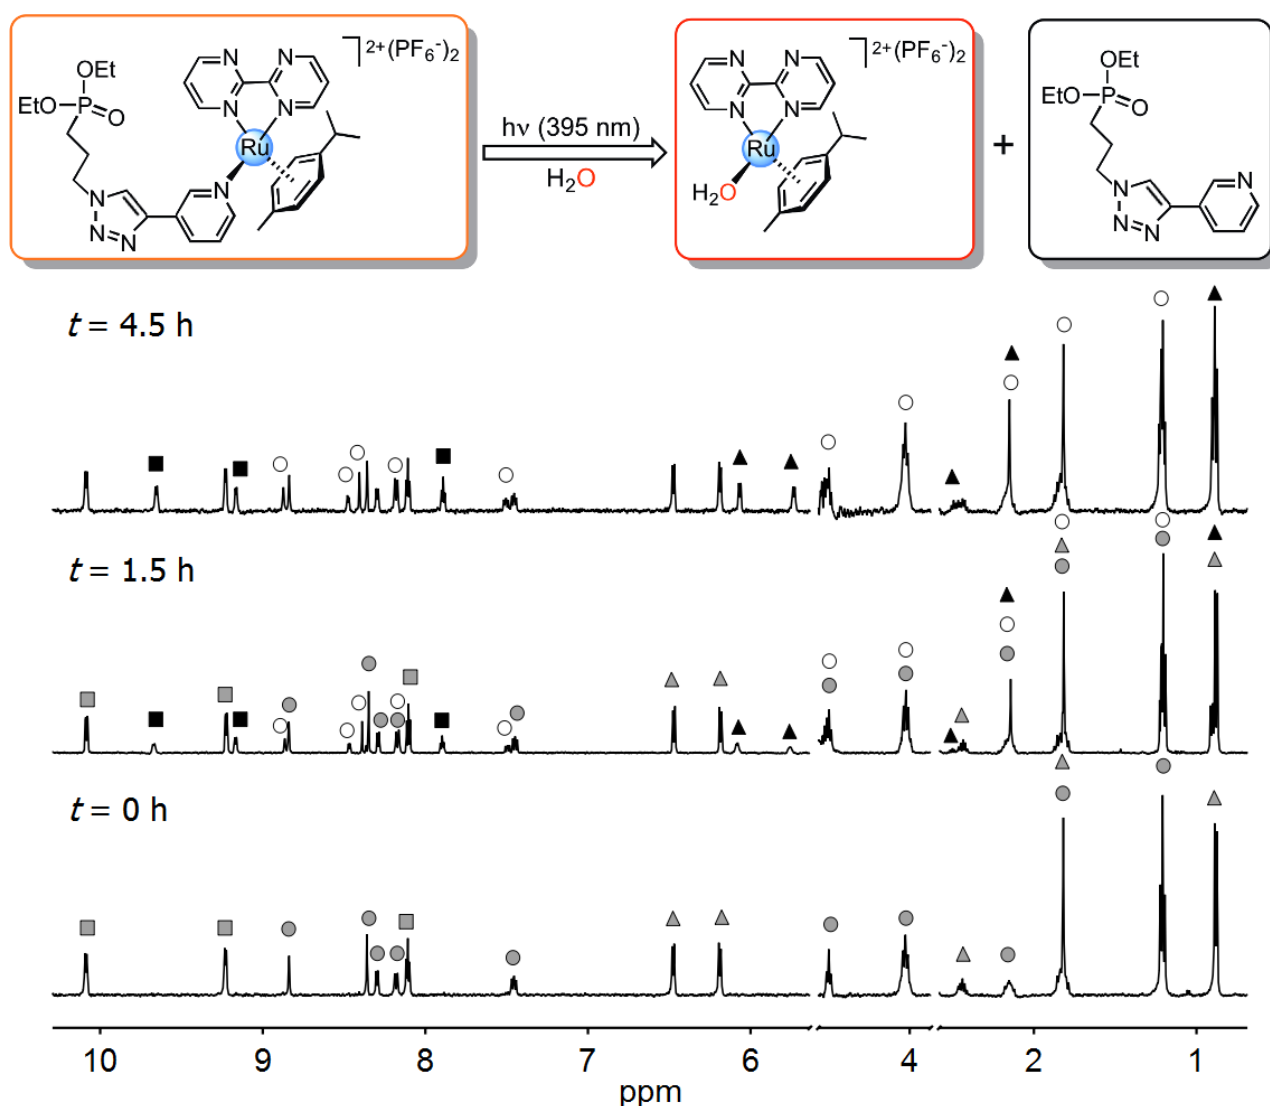 OEt
EtO P O
N N
N N
Ru
N
N
N N
]2+(PF6-)2
hν (395 nm)
H2O
N N
N N
Ru
H2O
]2+(PF6-)2
+
OEt
EtO P O
N
N
N N
t = 4.5 h
t = 1.5 h
t = 0 h
10 9 8 7 6 4 2 1
ppm